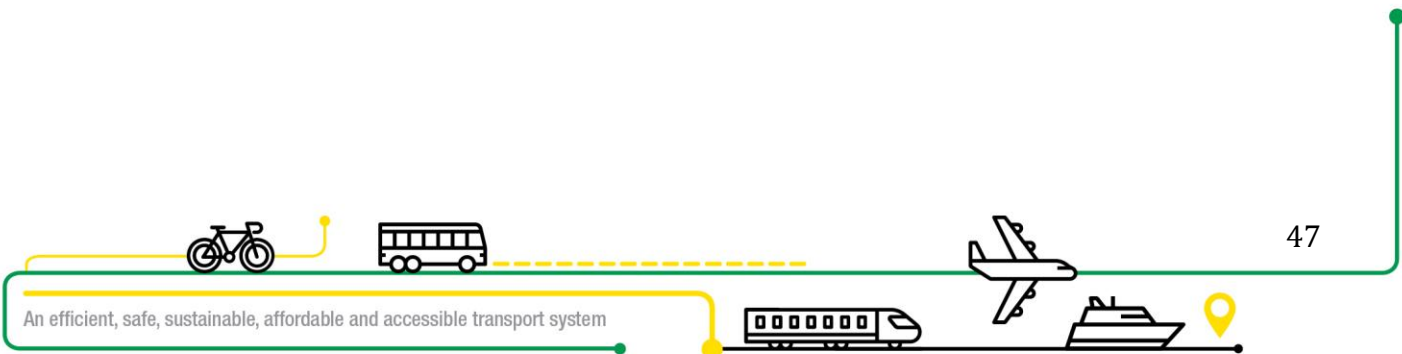 47
An efficient, safe, sustainable, affordable and accessible transport system